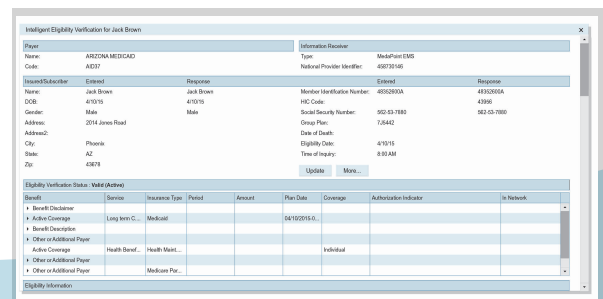 Intelligent Eligibility Verification for Jack Brown
Payer
Name: ARIZONA MEDICAID
Code: AID37
Information Receiver
Type: MedaPoint EMS
National Provider Identifier: 458730146
Insured/Subscriber Entered Response
Name: Jack Brown Jack Brown
DOB: 4/10/15 4/10/15
Gender: Male Male
Address: 2014 Jones Road
Address2:
City: Phoenix
State: AZ
Zip: 43678
Entered Response
Member Identification Number: 48352600A 48352600A
HIC Code: 43956
Social Security Number: 562-53-7880 562-53-7880
Group Plan: 7J5442
Date of Death:
Eligibility Date: 4/10/15
Time of Inquiry: 8:00 AM
Update More...
Eligibility Verification Status : Valid (Active)
Benefit Service Insurance Type Period Amount Plan Date Coverage Authorization Indicator In Network
Benefit Disclaimer
Active Coverage Long term C... Medicaid 04/10/2015-0...
Benefit Description
Other or Additional Payer
Active Coverage Health Benef... Health Maint... Individual
Other or Additional Payer
Other or Additional Payer Medicare Par...
Eligibility Information